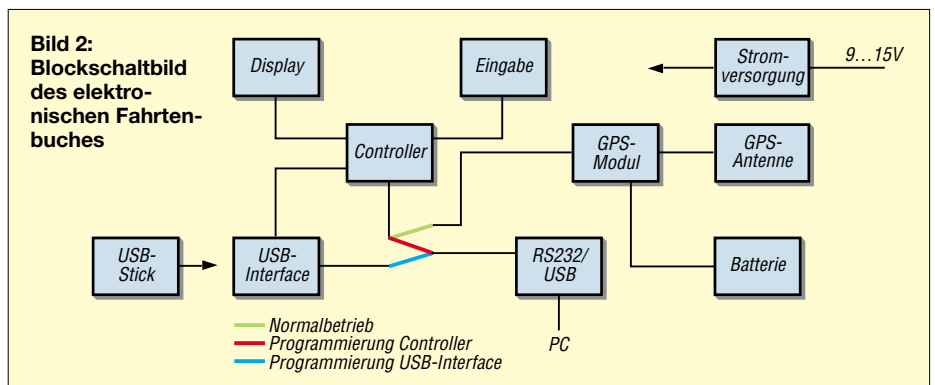 Bild 2:
Blockschaltbild
des elektro-
nischen Fahrten-
buches
Display
Eingabe
Strom-
versorgung
9...15V
Controller
GPS-
Modul
GPS-
Antenne
USB-
Stick
USB-
Interface
RS232/
USB
Batterie
Normalbetrieb
Programmierung Controller
Programmierung USB-Interface
PC